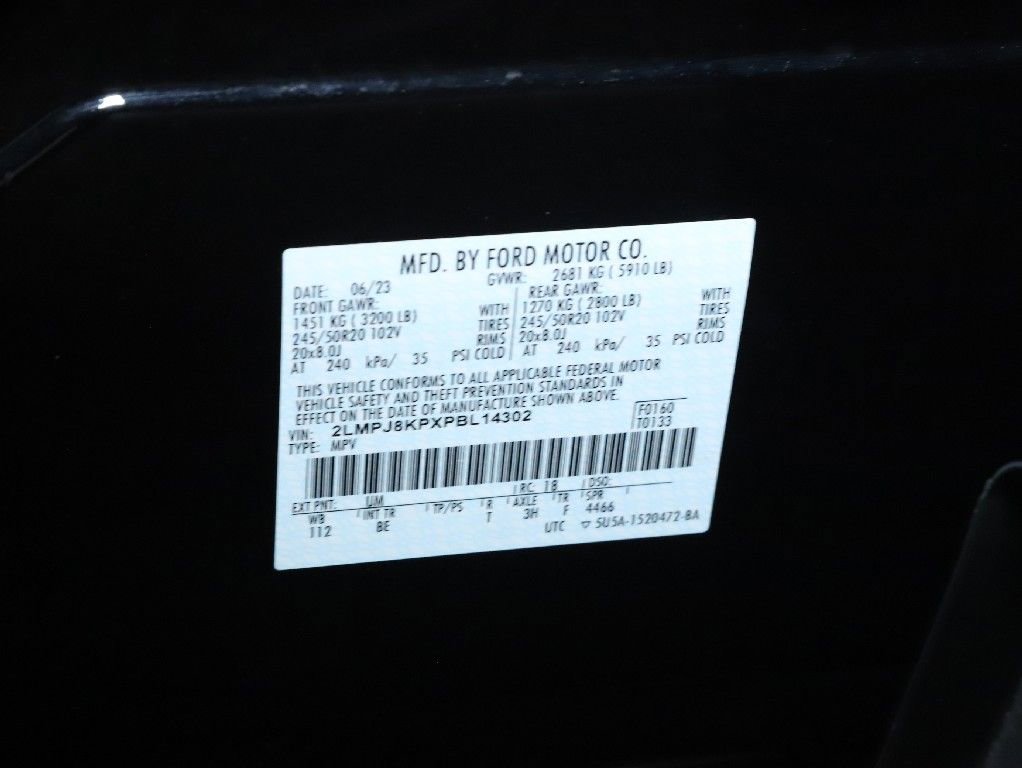 MFD. BY FORD MOTOR CO.
DATE: 06/23 GVWR: 2681 KG ( 5910 LB)
FRONT GAWR: REAR GAWR:
1451 KG ( 3200 LB) WITH 1270 KG ( 2800 LB) WITH
245/50R20 102V TIRES 245/50R20 102V TIRES
20x8.0J RIMS 20x8.0J RIMS
AT 240 kPa/ 35 PSI COLD AT 240 kPa/ 35 PSI COLD
THIS VEHICLE CONFORMS TO ALL APPLICABLE FEDERAL MOTOR
VEHICLE SAFETY AND THEFT PREVENTION STANDARDS IN
EFFECT ON THE DATE OF MANUFACTURE SHOWN ABOVE.
VIN: 2LMPJ8KPXPBL14302 F0160
TYPE: MPV T0133
EXT PNT: UM RC: 18 DSO:
WB INT TR TP/PS R AXLE TR SPR
112 BE T 3H F 4466
UTC ▽ 5U5A-1520472-BA